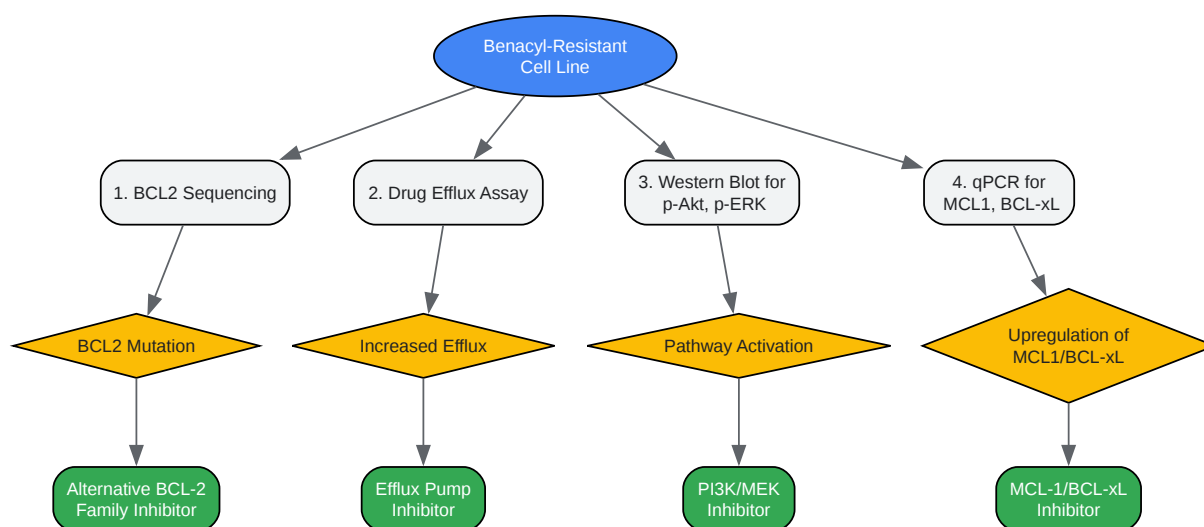 Benacyl-Resistant
Cell Line
1. BCL2 Sequencing
2. Drug Efflux Assay
3. Western Blot for
p-Akt, p-ERK
4. qPCR for
MCL1, BCL-xL
BCL2 Mutation
Increased Efflux
Pathway Activation
Upregulation of
MCL1/BCL-xL
Alternative BCL-2
Family Inhibitor
Efflux Pump
Inhibitor
PI3K/MEK
Inhibitor
MCL-1/BCL-xL
Inhibitor